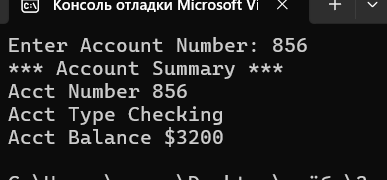 Консоль отладки Microsoft Vi
Enter Account Number: 856
*** Account Summary ***
Acct Number 856
Acct Type Checking
Acct Balance $3200